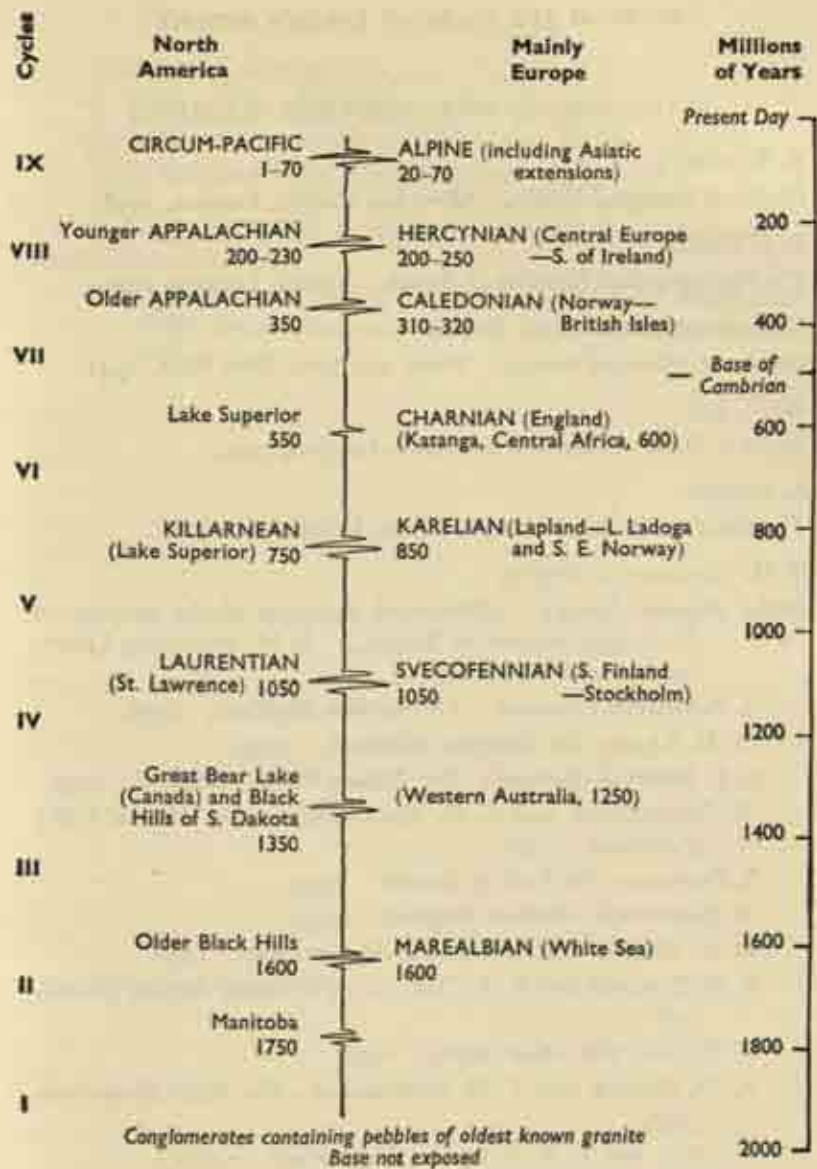 Cycles
North
America
Mainly
Europe
Millions
of Years
Present Day
IX
CIRCUM-PACIFIC
1–70
ALPINE (including Asiatic
20–70 extensions)
200
VIII
Younger APPALACHIAN
200–230
HERCYNIAN (Central Europe
200–250 —S. of Ireland)
Older APPALACHIAN
350
CALEDONIAN (Norway—
310–320 British Isles)
400
VII
Base of
Cambrian
Lake Superior
550
CHARNIAN (England)
(Katanga, Central Africa, 600)
600
VI
KILLARNEAN
(Lake Superior) 750
KARELIAN (Lapland—L. Ladoga
850 and S. E. Norway)
800
V
1000
LAURENTIAN
(St. Lawrence) 1050
SVECOFENNIAN (S. Finland
1050 —Stockholm)
IV
1200
Great Bear Lake
(Canada) and Black
Hills of S. Dakota
1350
(Western Australia, 1250)
1400
III
Older Black Hills
1600
MAREALBIAN (White Sea)
1600
1600
II
Manitoba
1750
1800
I
Conglomerates containing pebbles of oldest known granite
Base not exposed
2000